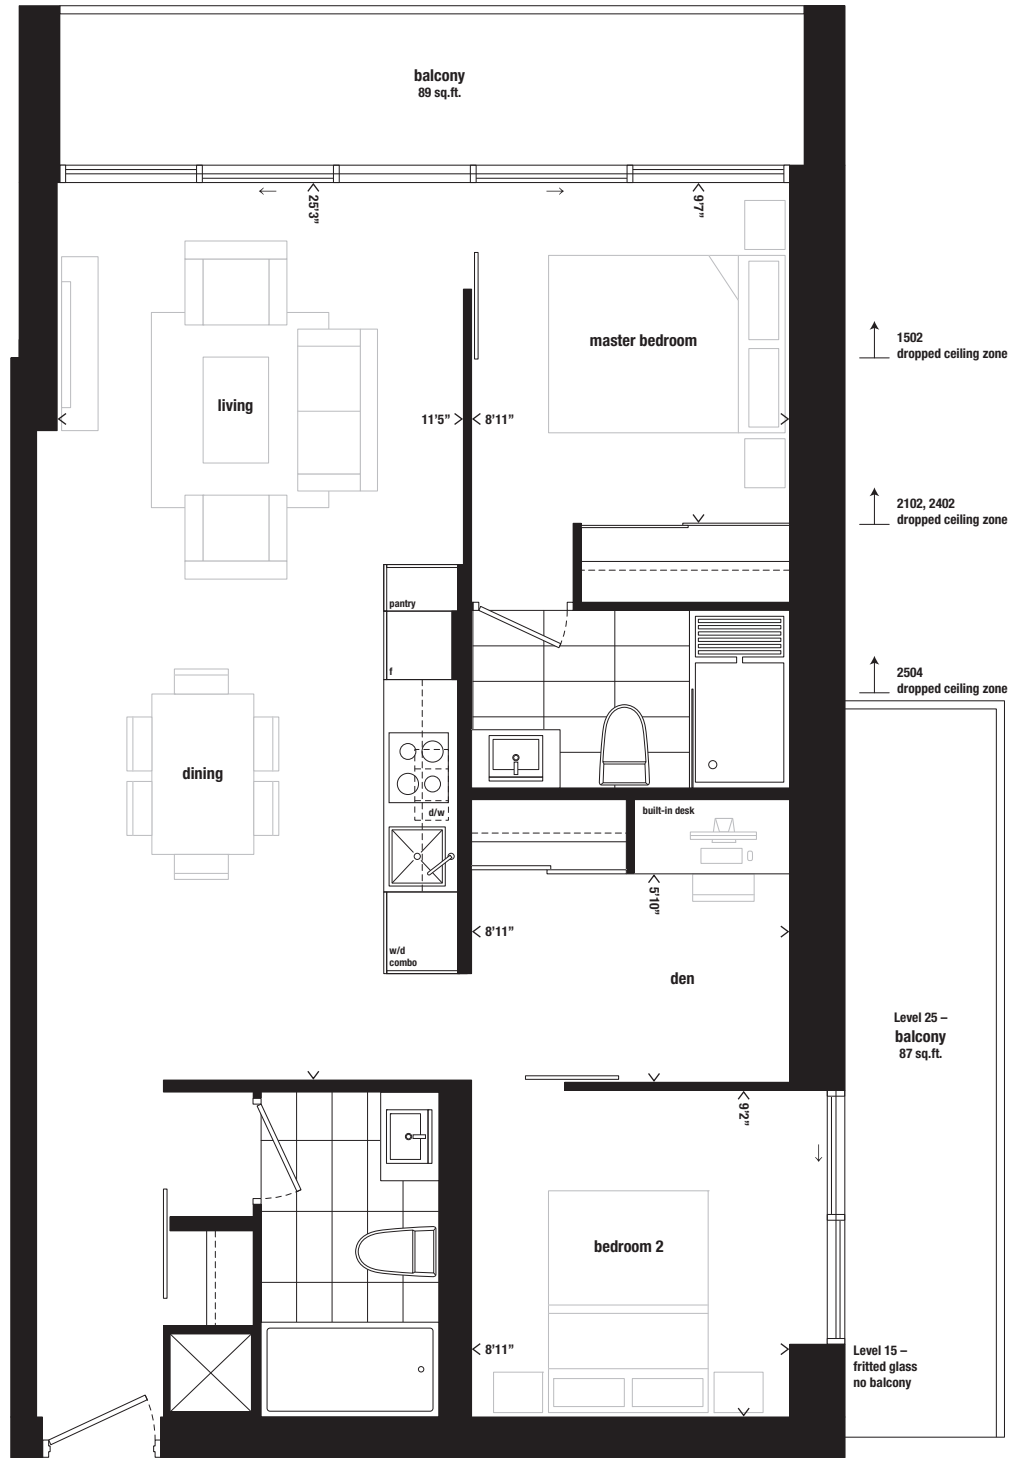 balcony
89 sq.ft.
25'3”
9'7”
master bedroom
1502
dropped ceiling zone
living
11'5”
8'11”
2102, 2402
dropped ceiling zone
pantry
f
2504
dropped ceiling zone
dining
d/w
built-in desk
5'10”
8'11”
w/d
combo
den
Level 25 –
balcony
87 sq.ft.
9'2”
bedroom 2
8'11”
Level 15 –
fritted glass
no balcony